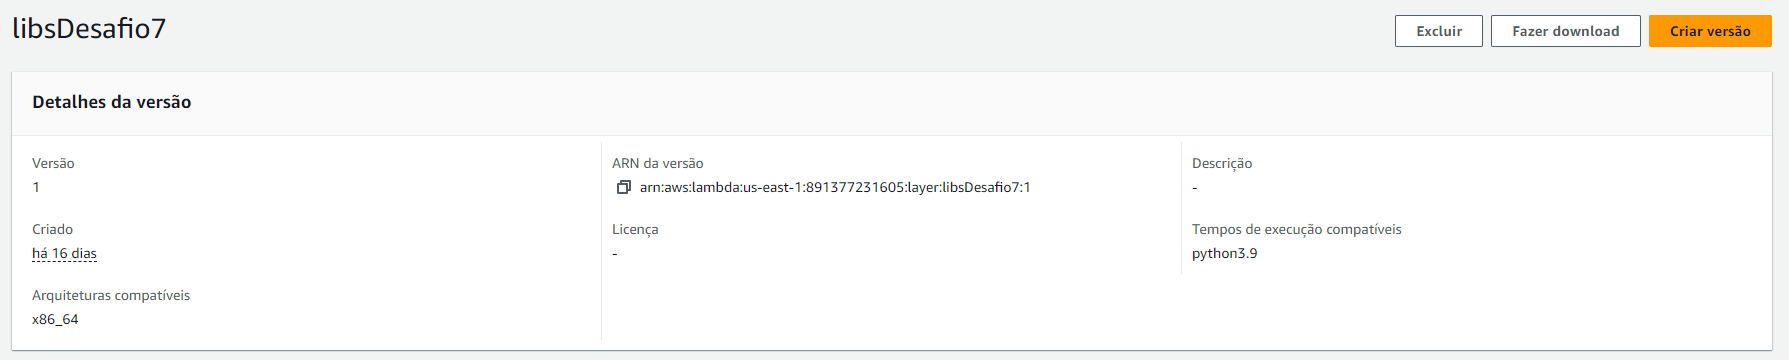 libsDesafio7
Excluir
Fazer download
Criar versão
Detalhes da versão
Versão
1
ARN da versão
arn:aws:lambda:us-east-1:891377231605:layer:libsDesafio7:1
Descrição
-
Criado
há 16 dias
Licença
-
Tempos de execução compatíveis
python3.9
Arquiteturas compatíveis
x86_64